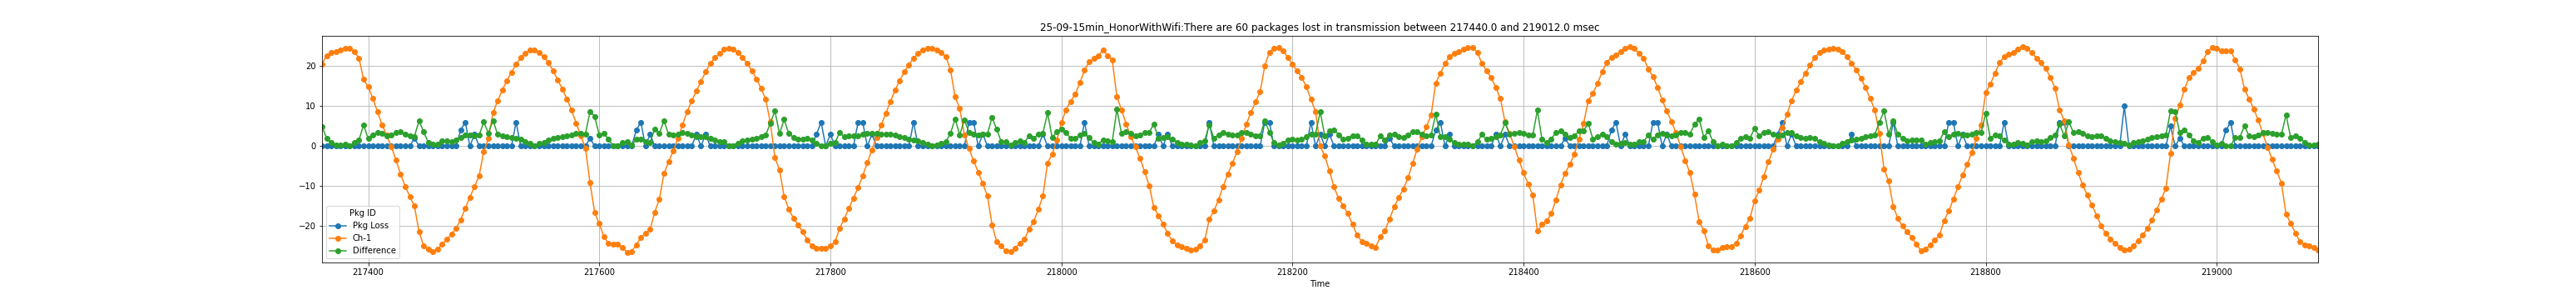 25-09-15min_HonorWithWifi:There are 60 packages lost in transmission between 217440.0 and 219012.0 msec
20
10
0
−10
−20
Pkg ID
Pkg Loss
Ch-1
Difference
217400 217600 217800 218000 218200 218400 218600 218800 219000
Time